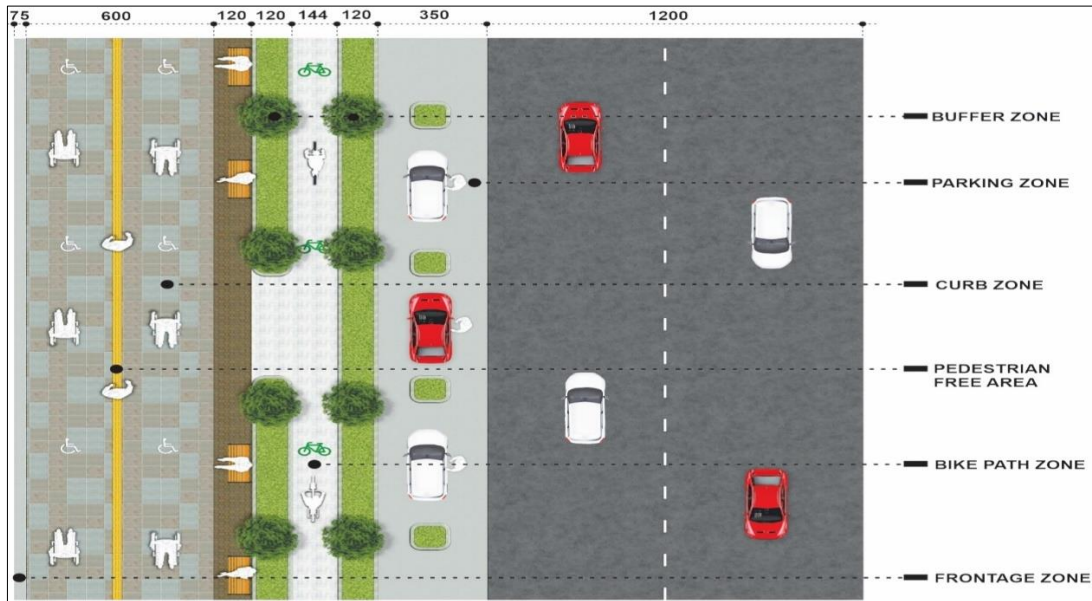 75 600 120 120 144 120 350 1200
BUFFER ZONE
PARKING ZONE
CURB ZONE
PEDESTRIAN
FREE AREA
BIKE PATH ZONE
FRONTAGE ZONE